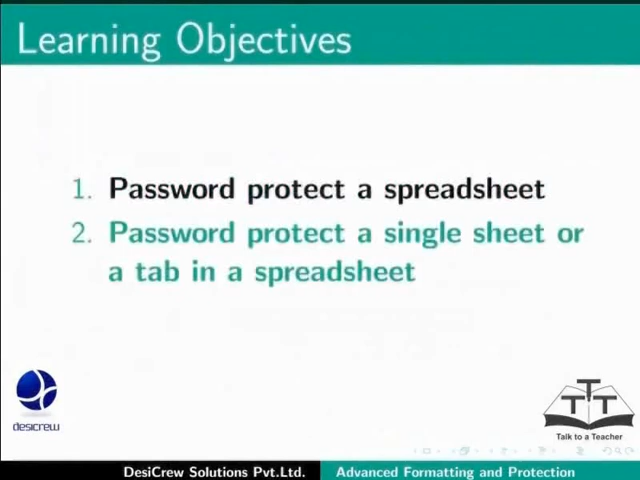 Learning Objectives
1. Password protect a spreadsheet
2. Password protect a single sheet or
a tab in a spreadsheet
desicrew
T T T
Talk to a Teacher
DesiCrew Solutions Pvt.Ltd. Advanced Formatting and Protection